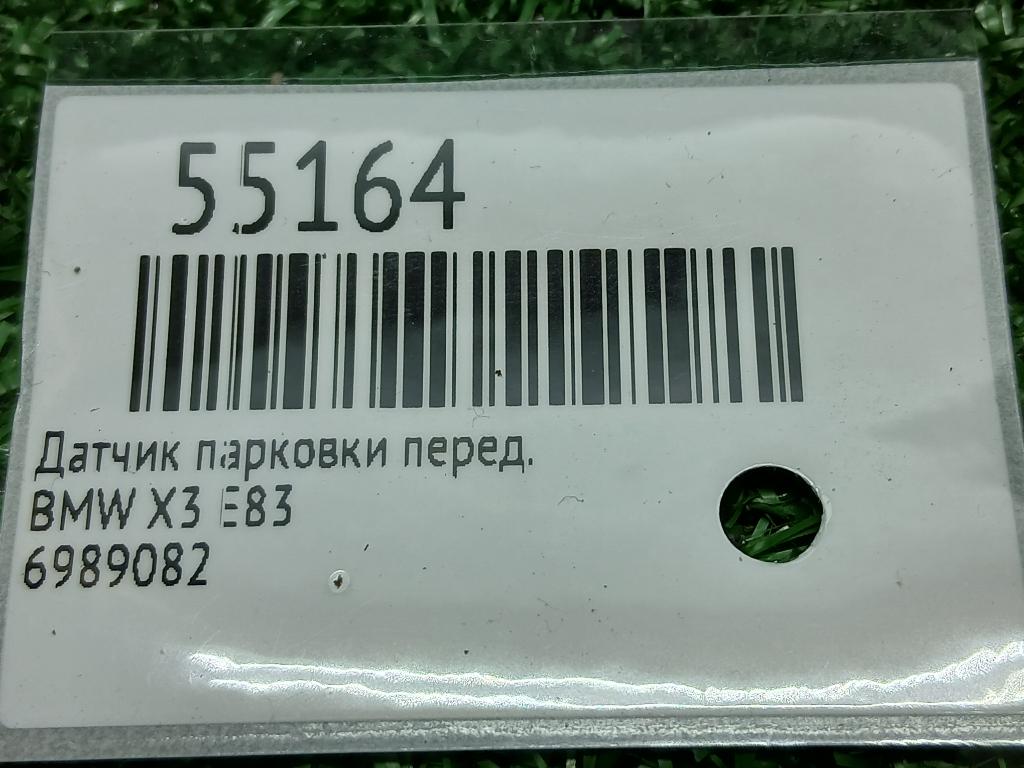 55164
Датчик парковки перед.
BMW X3 E83
6989082